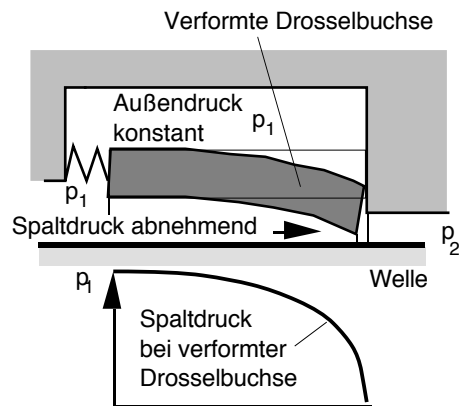 Verformte Drosselbuchse
Außendruck
konstant
p1
p1
Spaltdruck abnehmend
p2
Welle
p1
Spaltdruck
bei verformter
Drosselbuchse